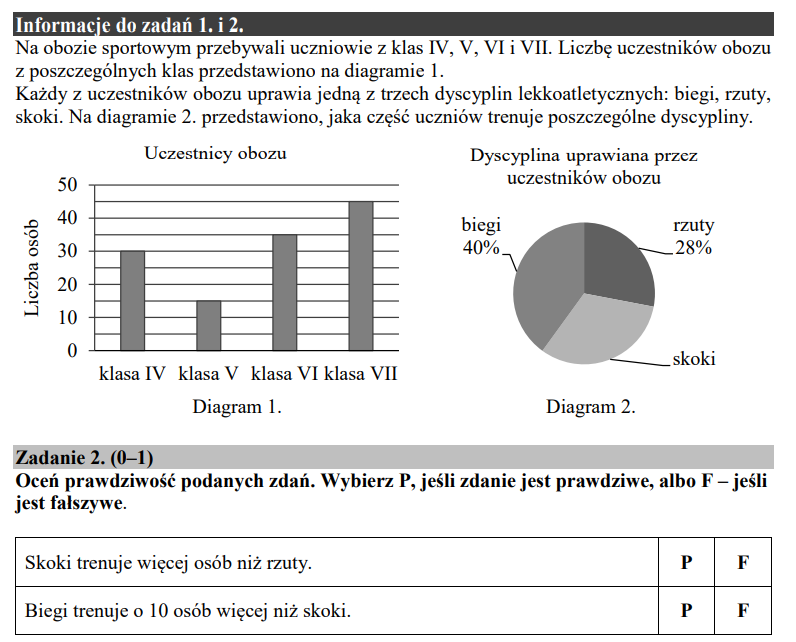 Informacje do zadań 1. i 2.
Na obozie sportowym przebywali uczniowie z klas IV, V, VI i VII. Liczbę uczestników obozu
z poszczególnych klas przedstawiono na diagramie 1.
Każdy z uczestników obozu uprawia jedną z trzech dyscyplin lekkoatletycznych: biegi, rzuty,
skoki. Na diagramie 2. przedstawiono, jaka część uczniów trenuje poszczególne dyscypliny.
Uczestnicy obozu
Liczba osób
50
40
30
20
10
0
klasa IV klasa V klasa VI klasa VII
Diagram 1.
Dyscyplina uprawiana przez
uczestników obozu
biegi
40%
rzuty
28%
skoki
Diagram 2.
Zadanie 2. (0–1)
Oceń prawdziwość podanych zdań. Wybierz P, jeśli zdanie jest prawdziwe, albo F – jeśli
jest fałszywe.
Skoki trenuje więcej osób niż rzuty. P F
Biegi trenuje o 10 osób więcej niż skoki. P F